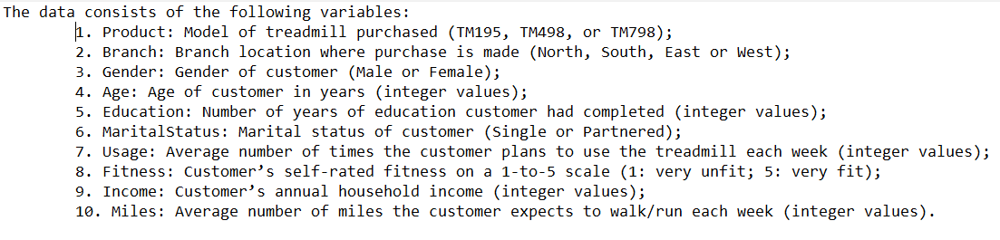 The data consists of the following variables:
1. Product: Model of treadmill purchased (TM195, TM498, or TM798);
2. Branch: Branch location where purchase is made (North, South, East or West);
3. Gender: Gender of customer (Male or Female);
4. Age: Age of customer in years (integer values);
5. Education: Number of years of education customer had completed (integer values);
6. MaritalStatus: Marital status of customer (Single or Partnered);
7. Usage: Average number of times the customer plans to use the treadmill each week (integer values);
8. Fitness: Customer’s self-rated fitness on a 1-to-5 scale (1: very unfit; 5: very fit);
9. Income: Customer’s annual household income (integer values);
10. Miles: Average number of miles the customer expects to walk/run each week (integer values).